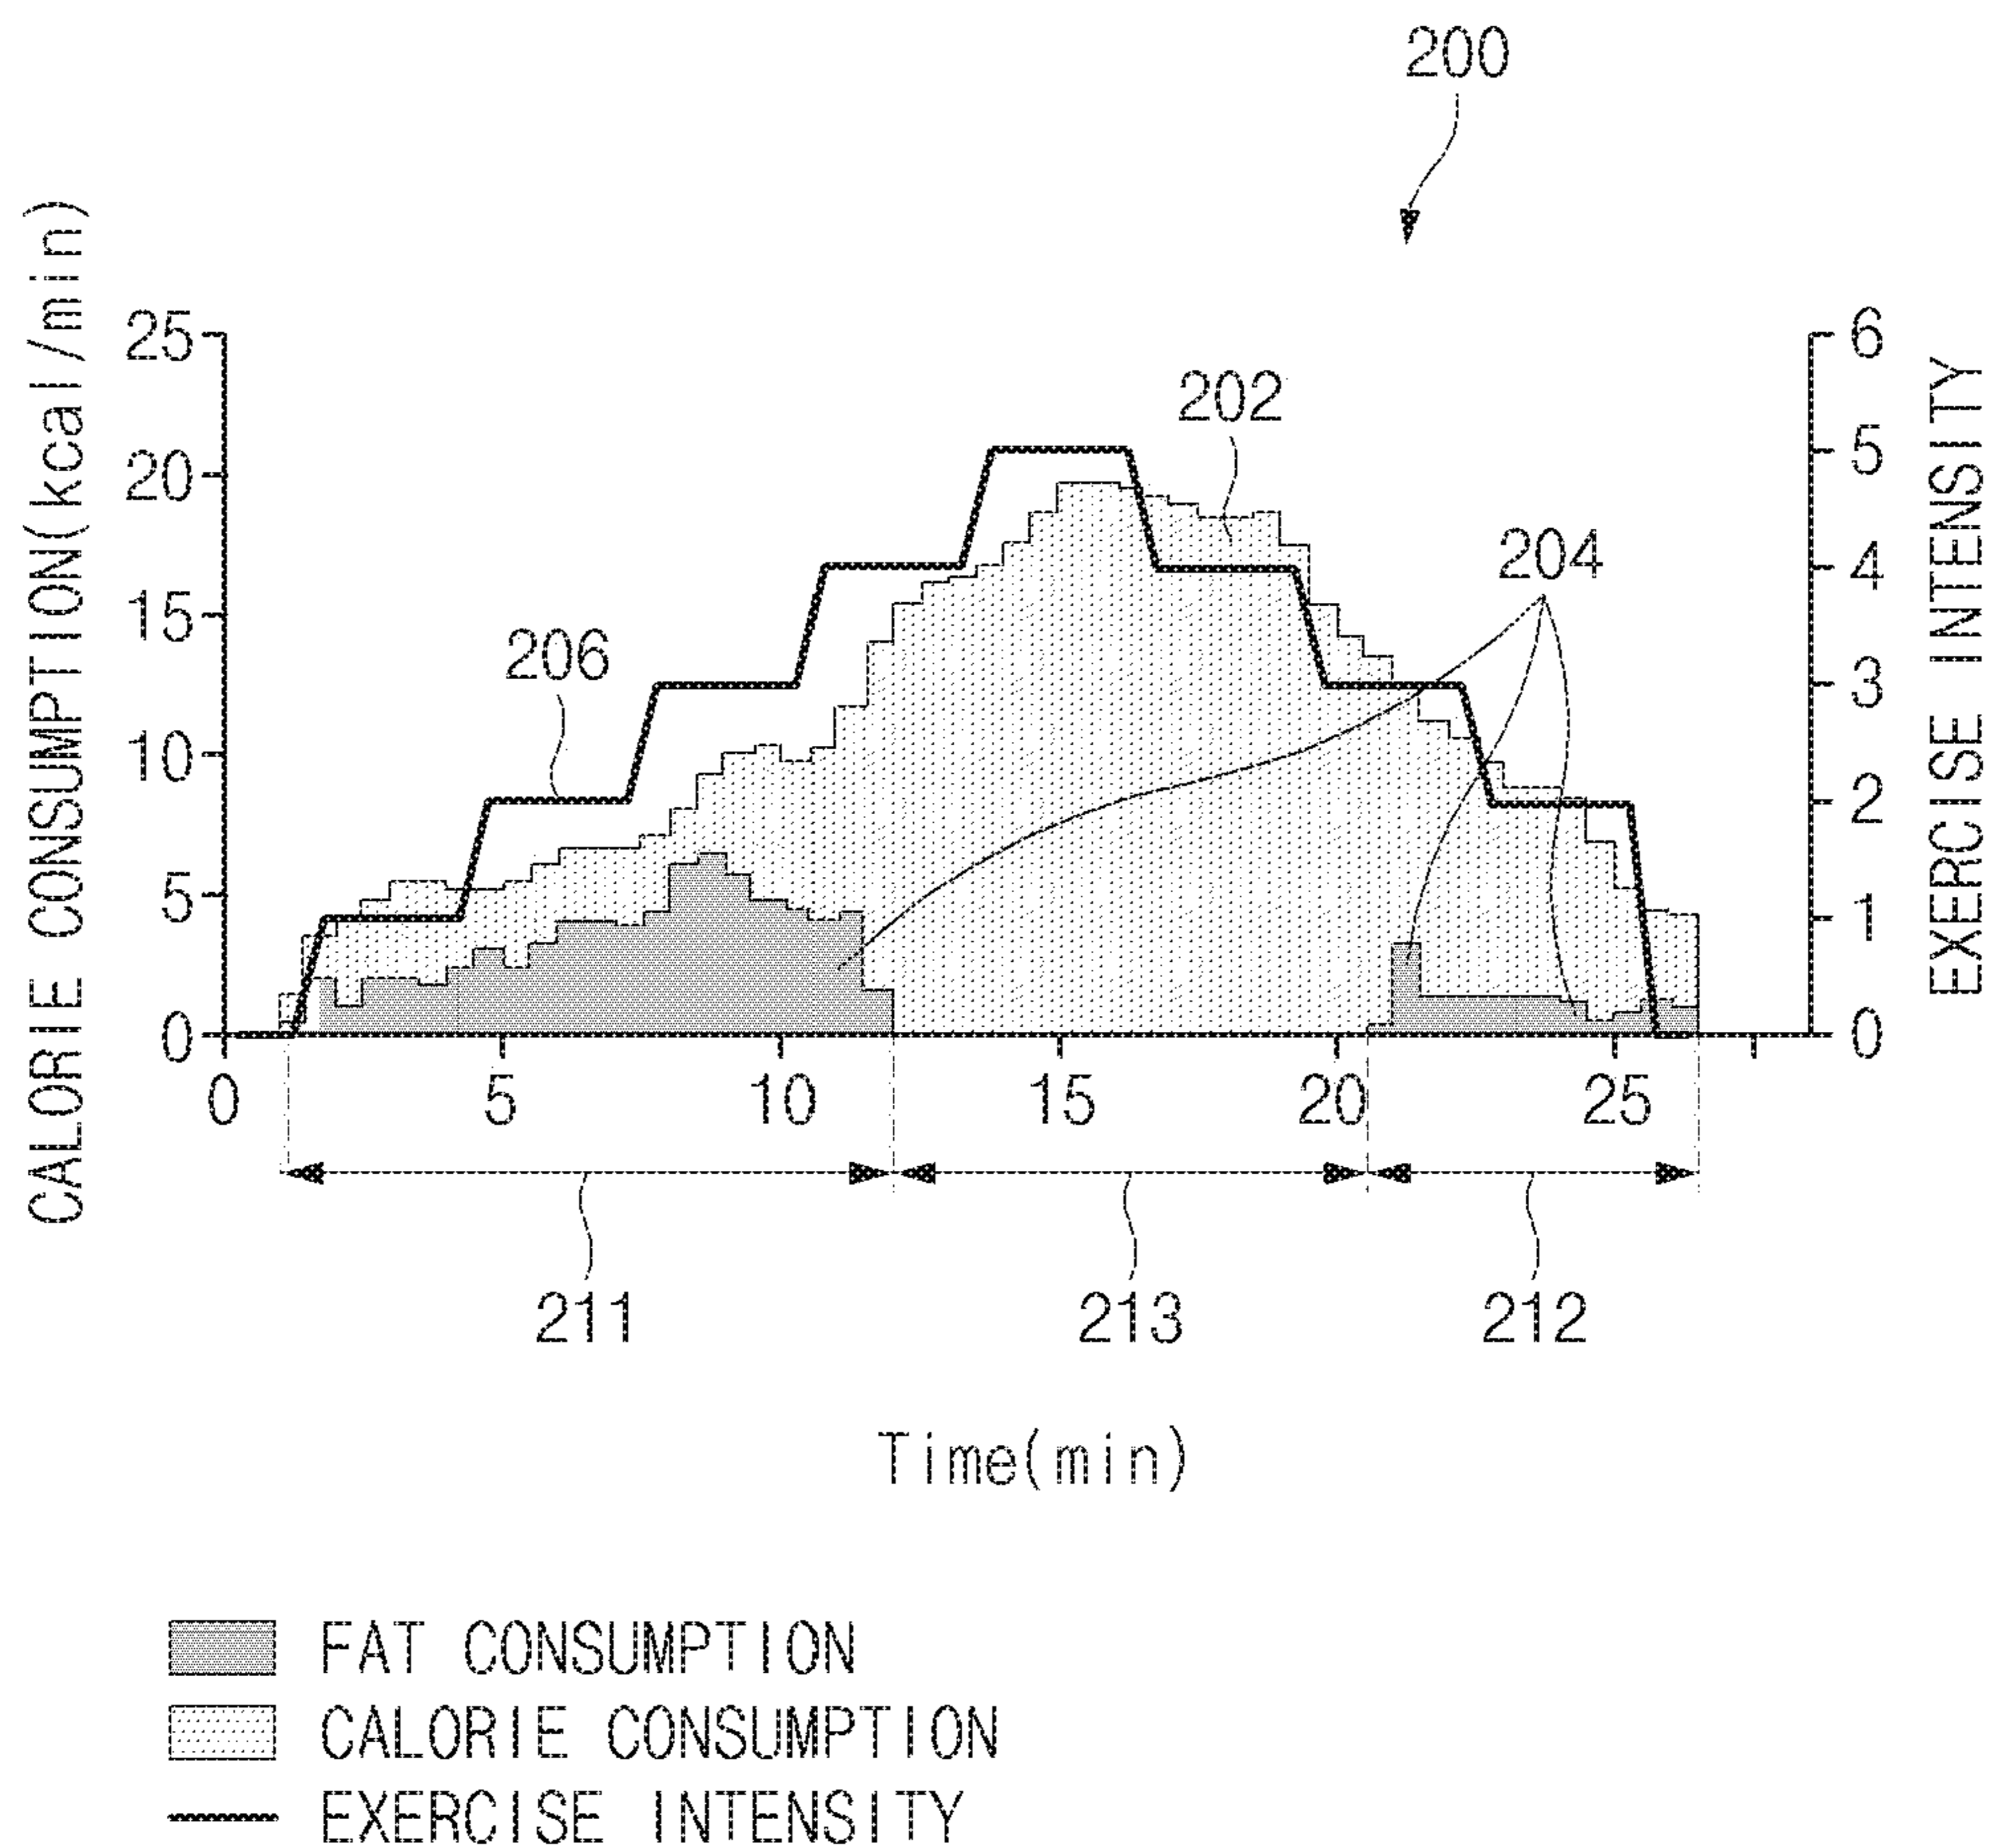 200
CALORIE CONSUMPTION(kcal/min)
25
20
15
10
5
0
6
5
4
3
2
1
0
EXERCISE INTENSITY
202
204
206
0 5 10 15 20 25
211 213 212
Time(min)
FAT CONSUMPTION
CALORIE CONSUMPTION
EXERCISE INTENSITY